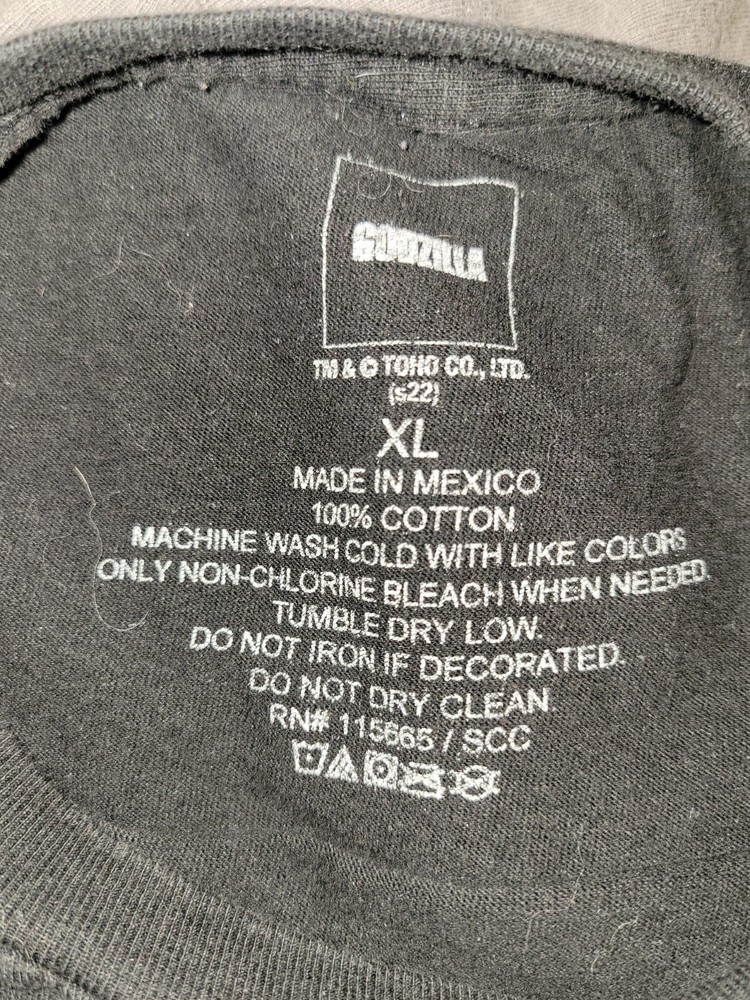 GODZILLA
TM & © TOHO CO., LTD.
(s22)
XL
MADE IN MEXICO
100% COTTON
MACHINE WASH COLD WITH LIKE COLORS
ONLY NON-CHLORINE BLEACH WHEN NEEDED.
TUMBLE DRY LOW.
DO NOT IRON IF DECORATED.
DO NOT DRY CLEAN.
RN# 115665 / SCC